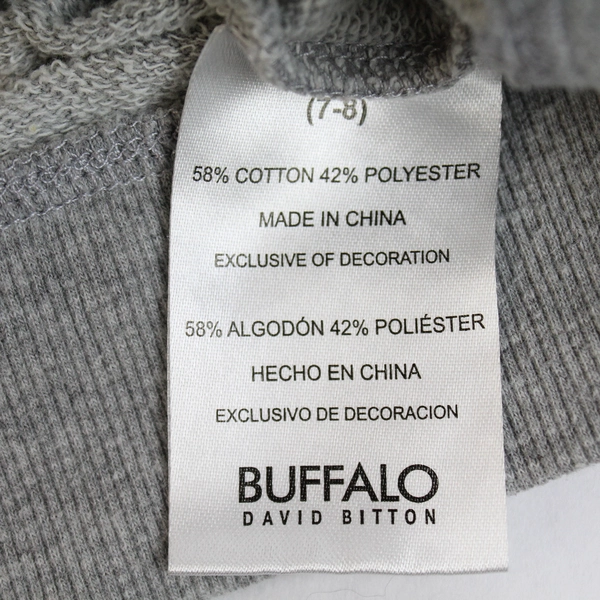 (7-8)
58% COTTON 42% POLYESTER
MADE IN CHINA
EXCLUSIVE OF DECORATION
58% ALGODÓN 42% POLIÉSTER
HECHO EN CHINA
EXCLUSIVO DE DECORACION
BUFFALO
DAVID BITTON